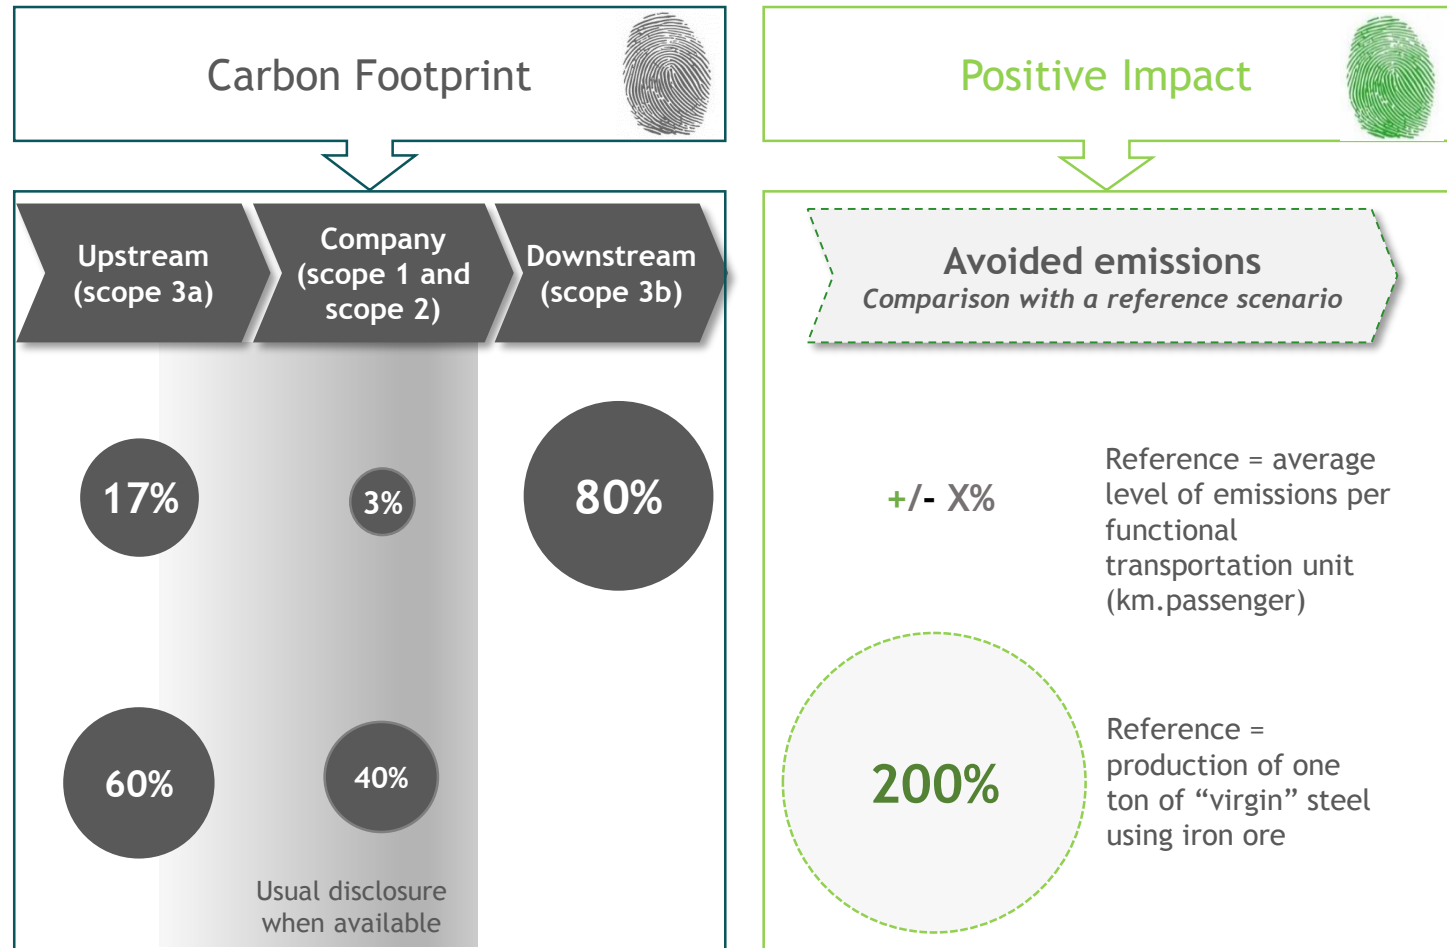 Carbon Footprint
Positive Impact
Upstream
(scope 3a)
Company
(scope 1 and
scope 2)
Downstream
(scope 3b)
Avoided emissions
Comparison with a reference scenario
17%
3%
80%
+/- X%
Reference = average
level of emissions per
functional
transportation unit
(km.passenger)
60%
40%
200%
Reference =
production of one
ton of “virgin” steel
using iron ore
Usual disclosure
when available